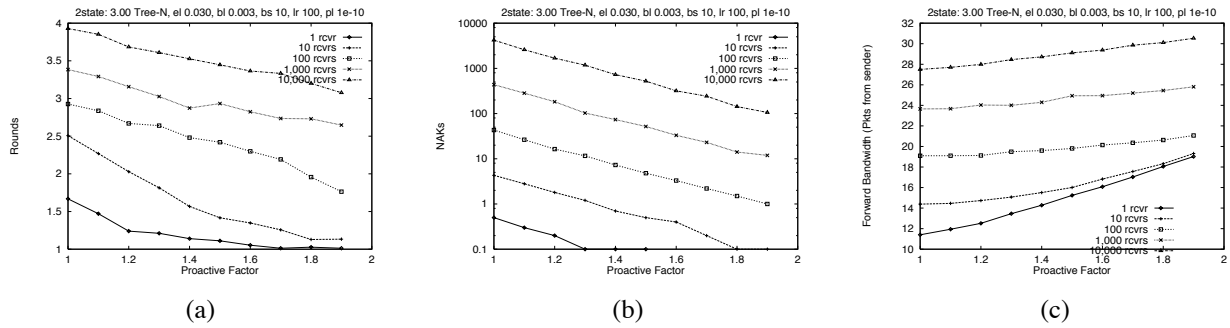 2state: 3.00 Tree-N, el 0.030, bl 0.003, bs 10, lr 100, pl 1e-10
4
3.5
3
2.5
2
1.5
1
Rounds
1 rcvr
10 rcvrs
100 rcvrs
1,000 rcvrs
10,000 rcvrs
1
1.2
1.4
1.6
1.8
2
Proactive Factor
(a)
2state: 3.00 Tree-N, el 0.030, bl 0.003, bs 10, lr 100, pl 1e-10
10000
1000
100
10
1
0.1
NAKs
1 rcvr
10 rcvrs
100 rcvrs
1,000 rcvrs
10,000 rcvrs
1
1.2
1.4
1.6
1.8
2
Proactive Factor
(b)
2state: 3.00 Tree-N, el 0.030, bl 0.003, bs 10, lr 100, pl 1e-10
32
30
28
26
24
22
20
18
16
14
12
10
Forward Bandwidth (Pkts from sender)
1 rcvr
10 rcvrs
100 rcvrs
1,000 rcvrs
10,000 rcvrs
1
1.2
1.4
1.6
1.8
2
Proactive Factor
(c)